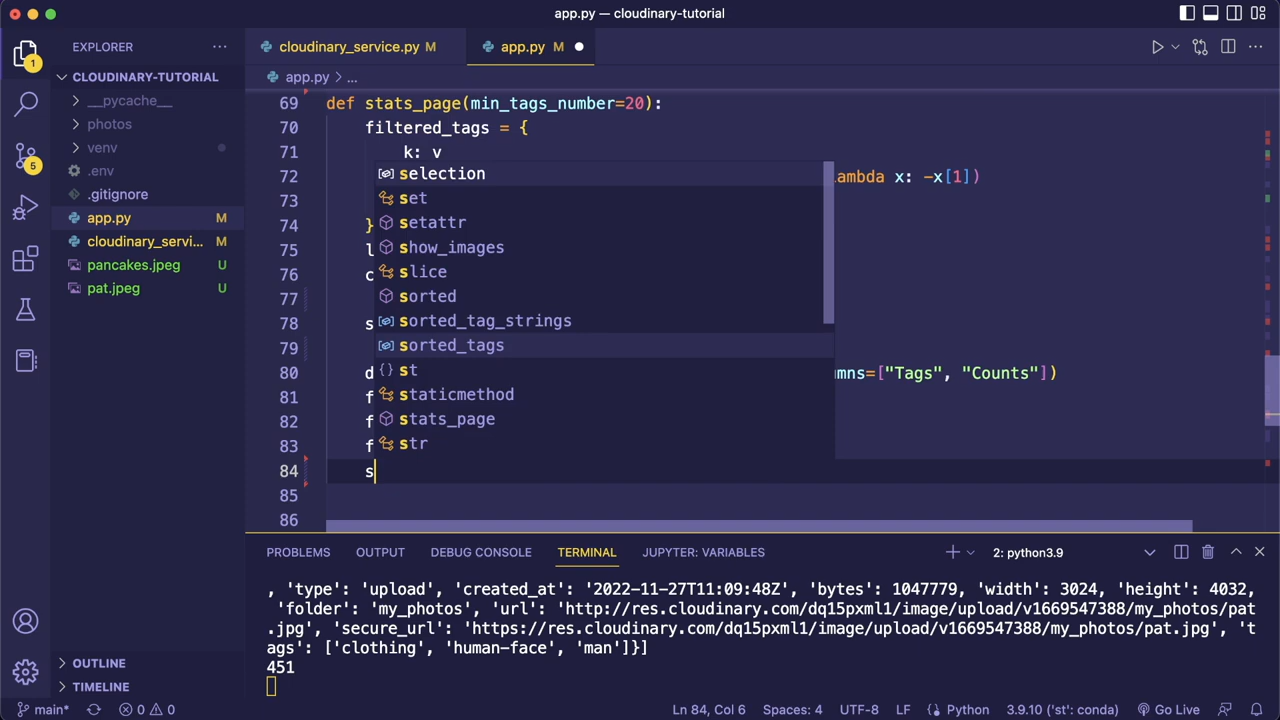 app.py - cloudinary-tutorial
EXPLORER
cloudinary_service.py M
app.py M
CLOUDINARY-TUTORIAL
app.py > ...
1
__pycache__
photos
venv
.env
.gitignore
app.py M
cloudinary_servi... M
pancakes.jpeg U
pat.jpeg U
5
69 def stats_page(min_tags_number=20):
70 filtered_tags = {
71 k: v
72 ambda x: -x[1])
73
74 }
75 l
76 c
77
78 s
79
80 d mns=["Tags", "Counts"])
81 f
82 f
83 f
84 s
85
86
selection
set
setattr
show_images
slice
sorted
sorted_tag_strings
sorted_tags
st
staticmethod
stats_page
str
PROBLEMS OUTPUT DEBUG CONSOLE TERMINAL JUPYTER: VARIABLES 2: python3.9
, 'type': 'upload', 'created_at': '2022-11-27T11:09:48Z', 'bytes': 1047779, 'width': 3024, 'height': 4032,
'folder': 'my_photos', 'url': 'http://res.cloudinary.com/dq15pxml1/image/upload/v1669547388/my_photos/pat
.jpg', 'secure_url': 'https://res.cloudinary.com/dq15pxml1/image/upload/v1669547388/my_photos/pat.jpg', 't
ags': ['clothing', 'human-face', 'man']}]
451
OUTLINE
TIMELINE
main* 0 0 Ln 84, Col 6 Spaces: 4 UTF-8 LF Python 3.9.10 ('st': conda) Go Live